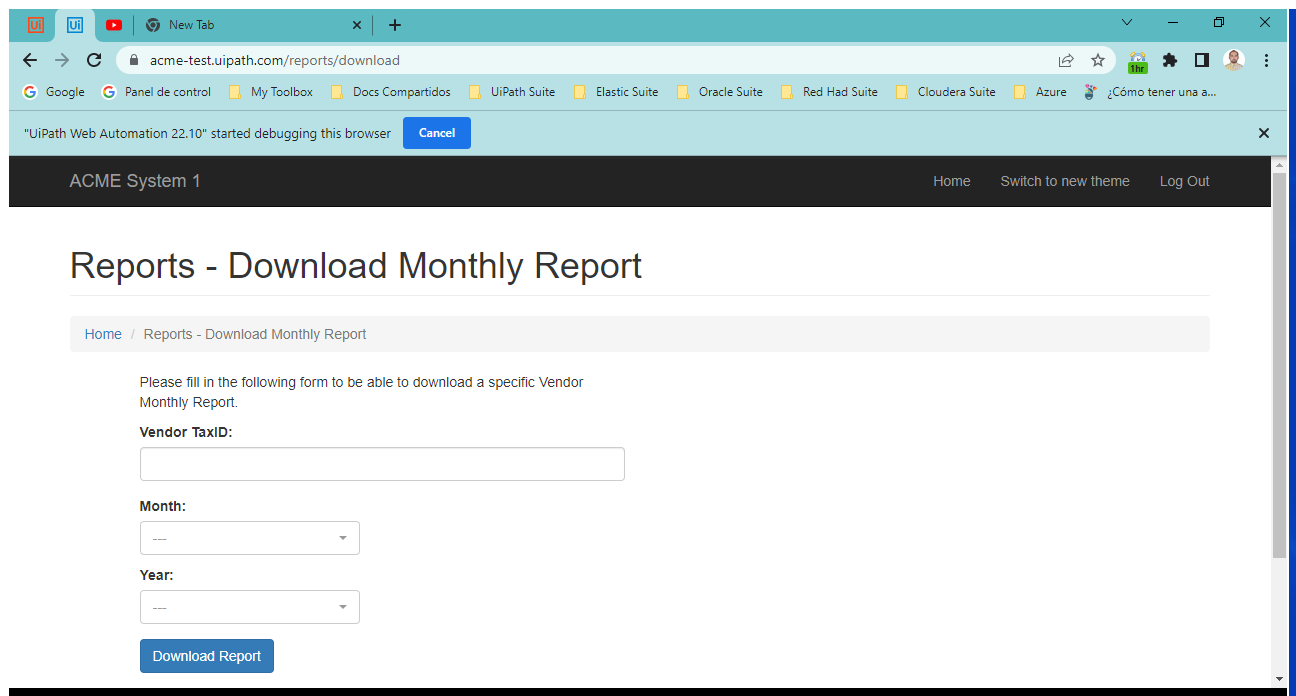 Ui Ui New Tab
acme-test.uipath.com/reports/download 1hr
Google Panel de control My Toolbox Docs Compartidos UiPath Suite Elastic Suite Oracle Suite Red Had Suite Cloudera Suite Azure ¿Cómo tener una a...
"UiPath Web Automation 22.10" started debugging this browser Cancel
ACME System 1 Home Switch to new theme Log Out
Reports - Download Monthly Report
Home / Reports - Download Monthly Report
Please fill in the following form to be able to download a specific Vendor
Monthly Report.
Vendor TaxID:
Month:
---
Year:
---
Download Report